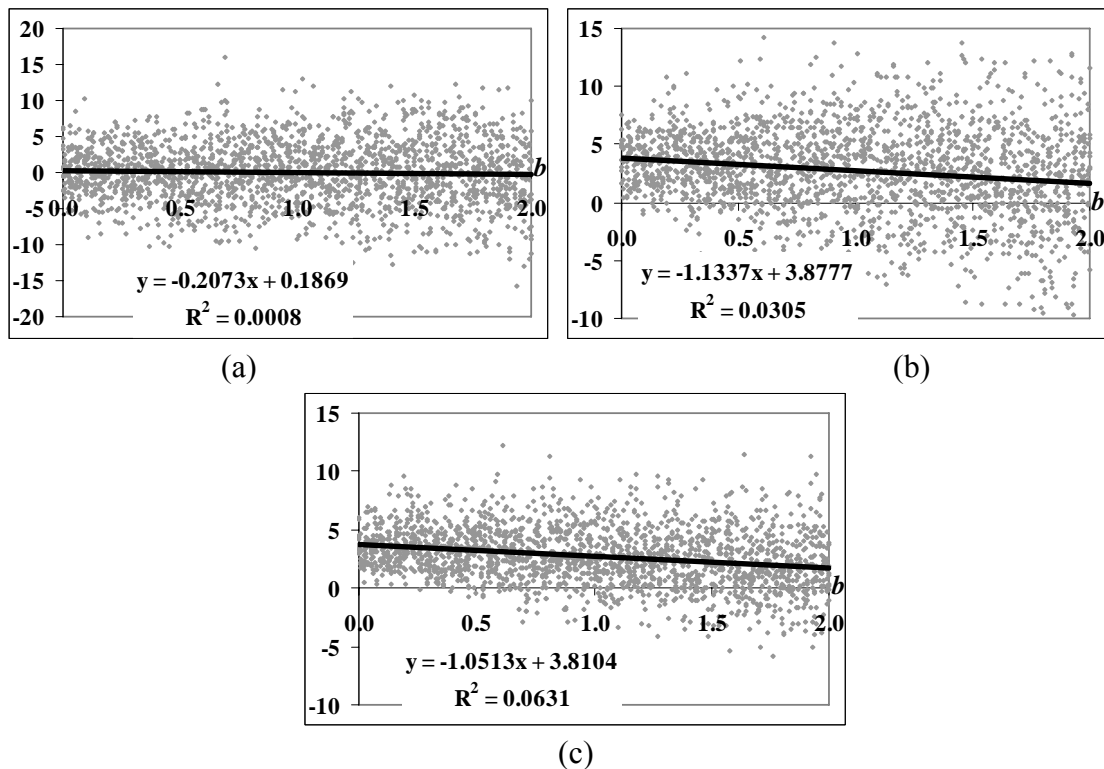 20
15
10
5
0
-5
-10
-15
-20
0.0 0.5 1.0 1.5 2.0
b
y = -0.2073x + 0.1869
R² = 0.0008
(a)
15
10
5
0
-5
-10
0.0 0.5 1.0 1.5 2.0
b
y = -1.1337x + 3.8777
R² = 0.0305
(b)
15
10
5
0
-5
-10
0.0 0.5 1.0 1.5 2.0
b
y = -1.0513x + 3.8104
R² = 0.0631
(c)